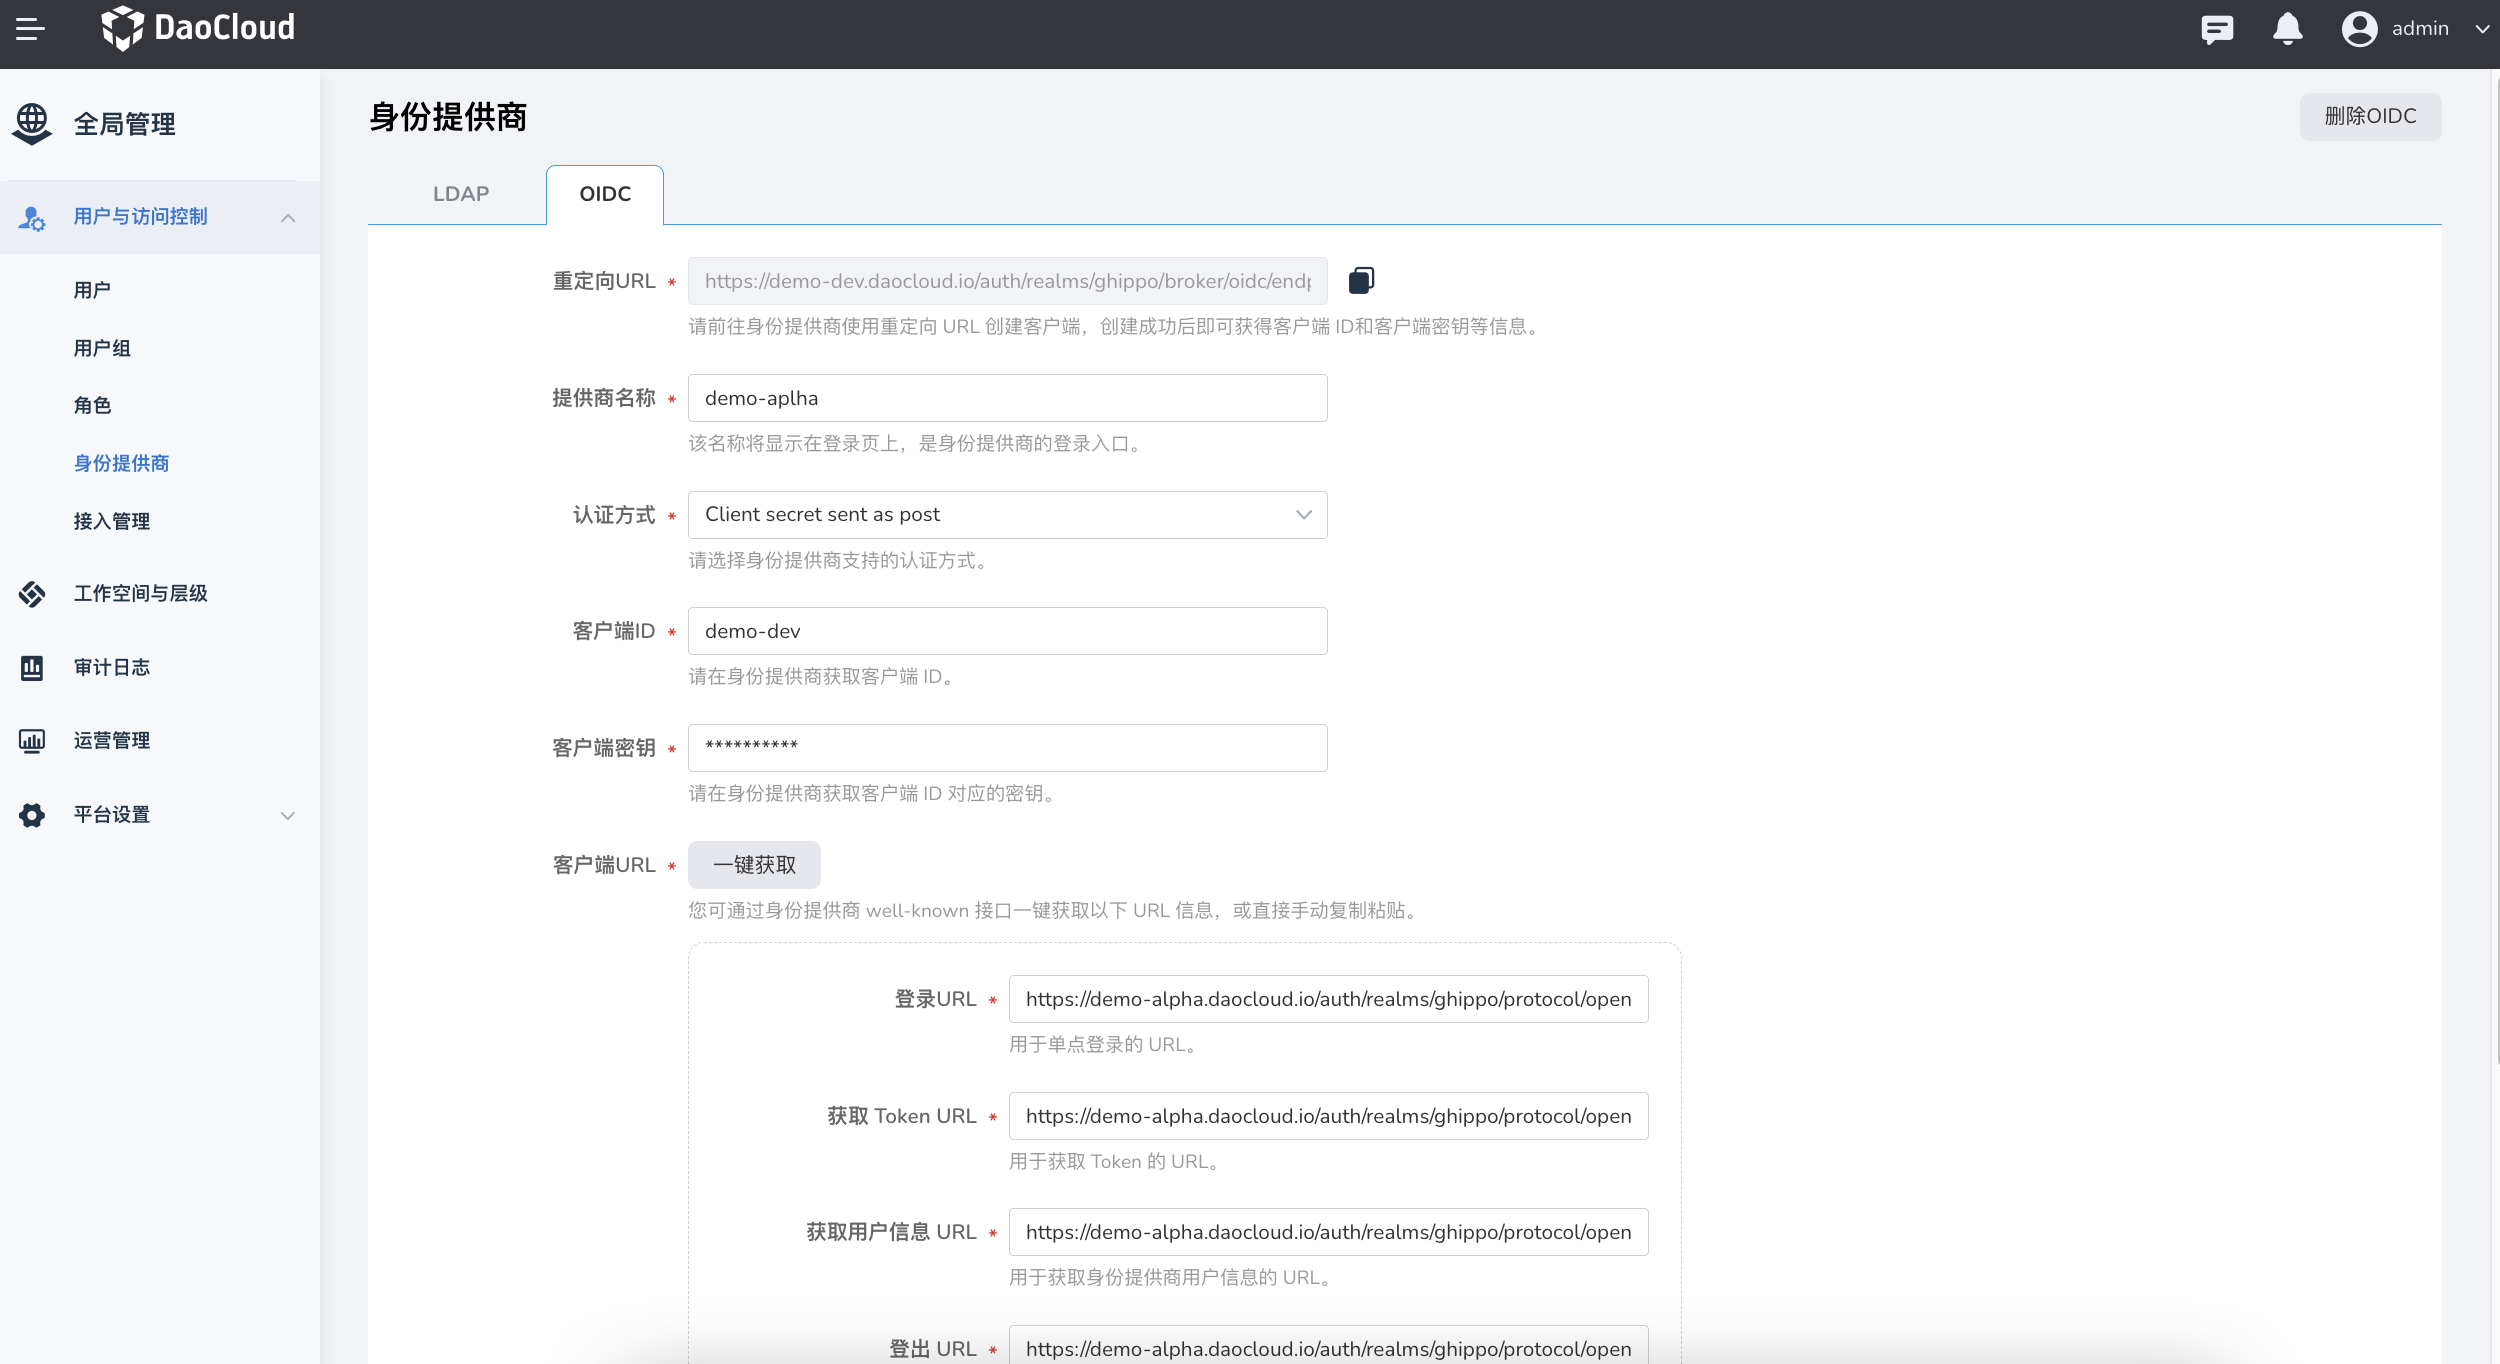 DaoCloud
admin
全局管理
用户与访问控制
用户
用户组
角色
身份提供商
接入管理
工作空间与层级
审计日志
运营管理
平台设置
身份提供商
删除OIDC
LDAP
OIDC
重定向URL *
https://demo-dev.daocloud.io/auth/realms/ghippo/broker/oidc/endp
请前往身份提供商使用重定向 URL 创建客户端，创建成功后即可获得客户端 ID和客户端密钥等信息。
提供商名称 *
demo-aplha
该名称将显示在登录页上，是身份提供商的登录入口。
认证方式 *
Client secret sent as post
请选择身份提供商支持的认证方式。
客户端ID *
demo-dev
请在身份提供商获取客户端 ID。
客户端密钥 *
**********
请在身份提供商获取客户端 ID 对应的密钥。
客户端URL *
一键获取
您可通过身份提供商 well-known 接口一键获取以下 URL 信息，或直接手动复制粘贴。
登录URL *
https://demo-alpha.daocloud.io/auth/realms/ghippo/protocol/open
用于单点登录的 URL。
获取 Token URL *
https://demo-alpha.daocloud.io/auth/realms/ghippo/protocol/open
用于获取 Token 的 URL。
获取用户信息 URL *
https://demo-alpha.daocloud.io/auth/realms/ghippo/protocol/open
用于获取身份提供商用户信息的 URL。
登出 URL *
https://demo-alpha.daocloud.io/auth/realms/ghippo/protocol/open